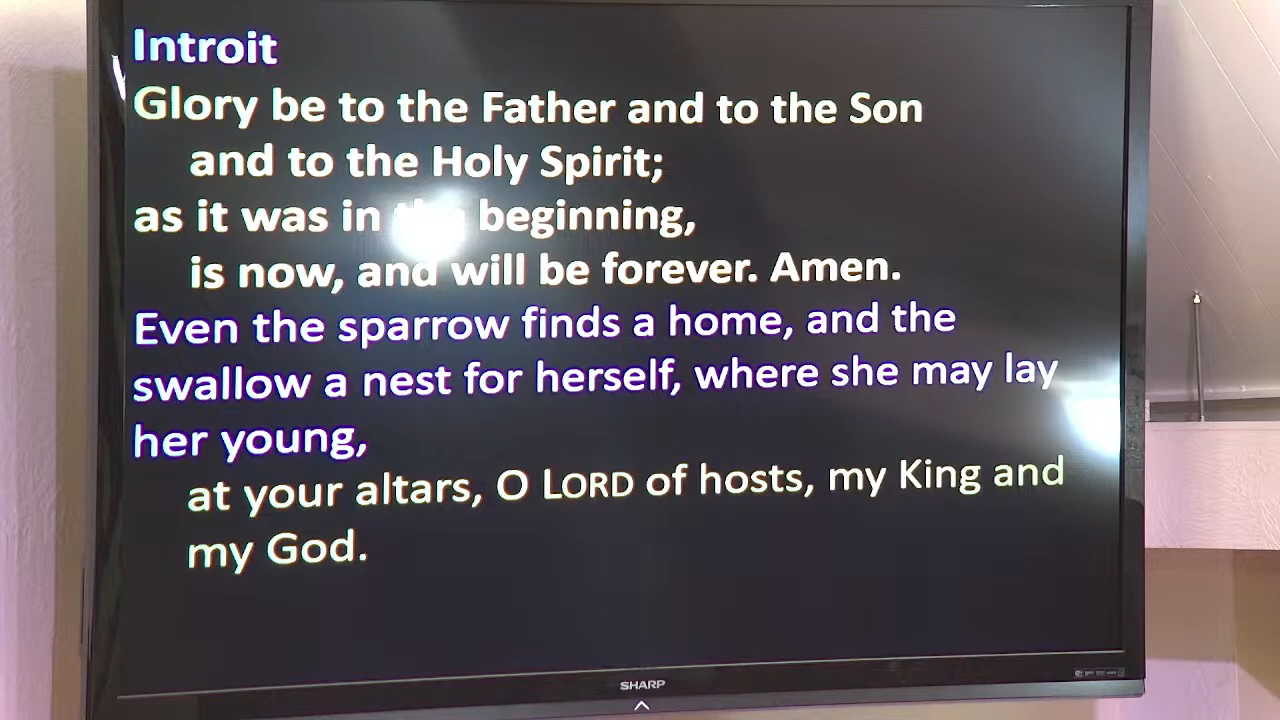 Introit
Glory be to the Father and to the Son
and to the Holy Spirit;
as it was in the beginning,
is now, and will be forever. Amen.
Even the sparrow finds a home, and the
swallow a nest for herself, where she may lay
her young,
at your altars, O LORD of hosts, my King and
my God.
SHARP